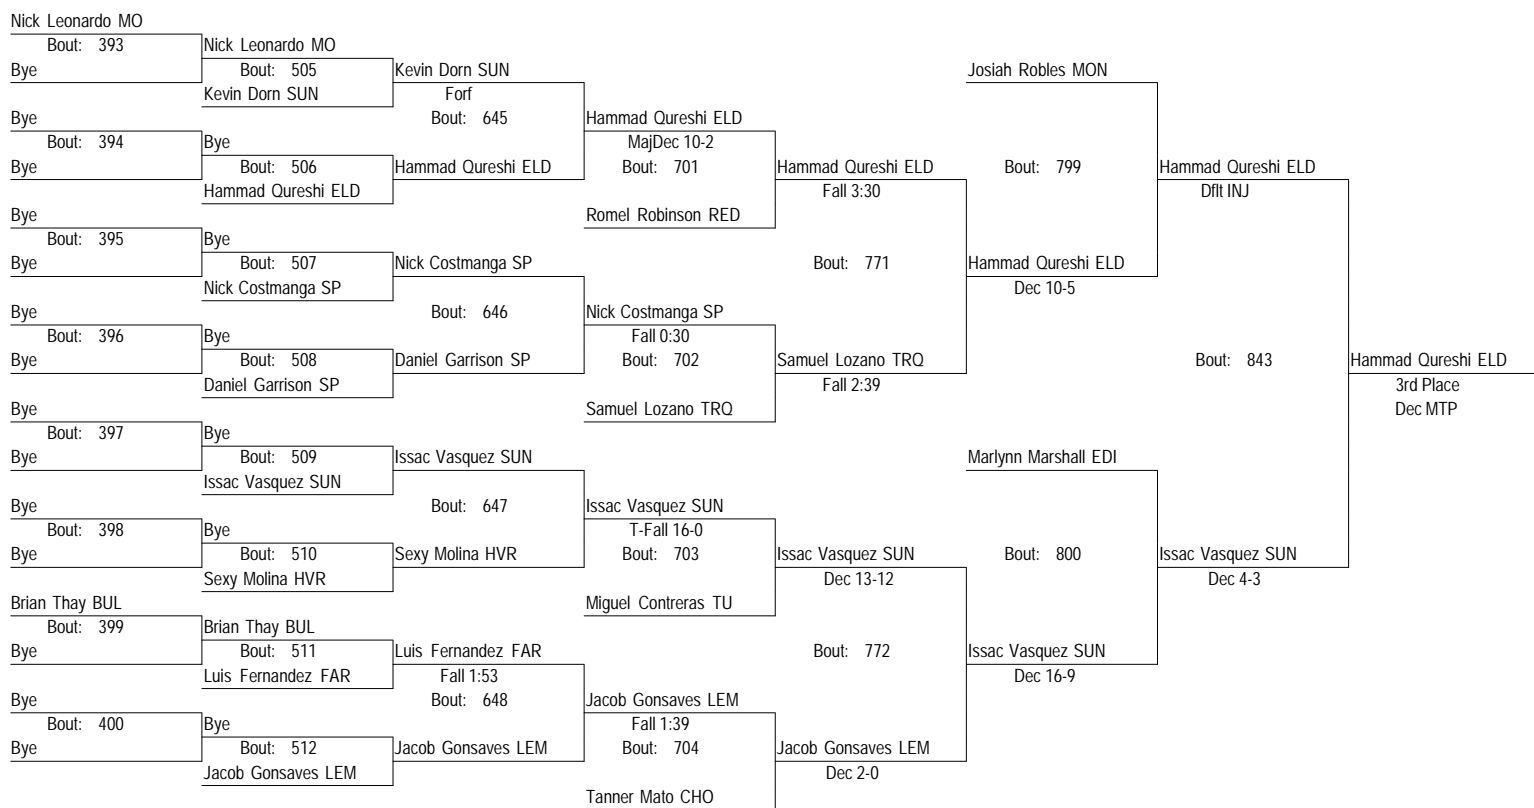 Nick Leonardo MO
Bout: 393
Bye
Bye
Bout: 394
Bye
Bye
Bout: 395
Bye
Bye
Bout: 396
Bye
Bye
Bout: 397
Bye
Bye
Bout: 398
Bye
Brian Thay BUL
Bout: 399
Bye
Bye
Bout: 400
Bye
Nick Leonardo MO
Bout: 505
Kevin Dorn SUN
Bye
Bout: 506
Hammad Qureshi ELD
Bye
Bout: 507
Nick Costmanga SP
Bye
Bout: 508
Daniel Garrison SP
Bye
Bout: 509
Issac Vasquez SUN
Bye
Bout: 510
Sexy Molina HVR
Brian Thay BUL
Bout: 511
Luis Fernandez FAR
Bye
Bout: 512
Jacob Gonsaves LEM
Kevin Dorn SUN
Forf
Bout: 645
Hammad Qureshi ELD
Nick Costmanga SP
Bout: 646
Daniel Garrison SP
Issac Vasquez SUN
Bout: 647
Sexy Molina HVR
Luis Fernandez FAR
Fall 1:53
Bout: 648
Jacob Gonsaves LEM
Hammad Qureshi ELD
MajDec 10-2
Bout: 701
Romel Robinson RED
Nick Costmanga SP
Fall 0:30
Bout: 702
Samuel Lozano TRQ
Issac Vasquez SUN
T-Fall 16-0
Bout: 703
Miguel Contreras TU
Jacob Gonsaves LEM
Fall 1:39
Bout: 704
Tanner Mato CHO
Hammad Qureshi ELD
Fall 3:30
Bout: 771
Samuel Lozano TRQ
Fall 2:39
Issac Vasquez SUN
Dec 13-12
Bout: 772
Jacob Gonsaves LEM
Dec 2-0
Josiah Robles MON
Bout: 799
Hammad Qureshi ELD
Dec 10-5
Marlynn Marshall EDI
Bout: 800
Issac Vasquez SUN
Dec 16-9
Hammad Qureshi ELD
Dflt INJ
Bout: 843
Issac Vasquez SUN
Dec 4-3
Hammad Qureshi ELD
3rd Place
Dec MTP